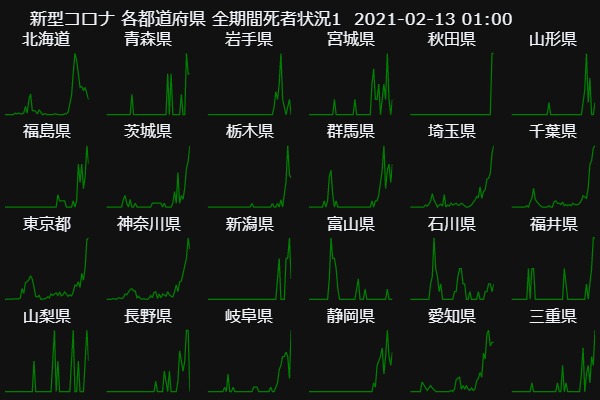 新型コロナ 各都道府県 全期間死者状況1 2021-02-13 01:00
北海道 青森県 岩手県 宮城県 秋田県 山形県
福島県 茨城県 栃木県 群馬県 埼玉県 千葉県
東京都 神奈川県 新潟県 富山県 石川県 福井県
山梨県 長野県 岐阜県 静岡県 愛知県 三重県